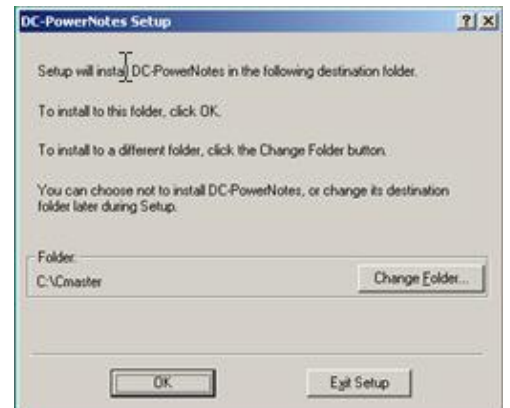 DC-PowerNotes Setup
Setup will install DC-PowerNotes in the following destination folder.
To install to this folder, click OK.
To install to a different folder, click the Change Folder button.
You can choose not to install DC-PowerNotes, or change its destination
folder later during Setup.
Folder:
C:\Cmaster
Change Folder...
OK
Exit Setup